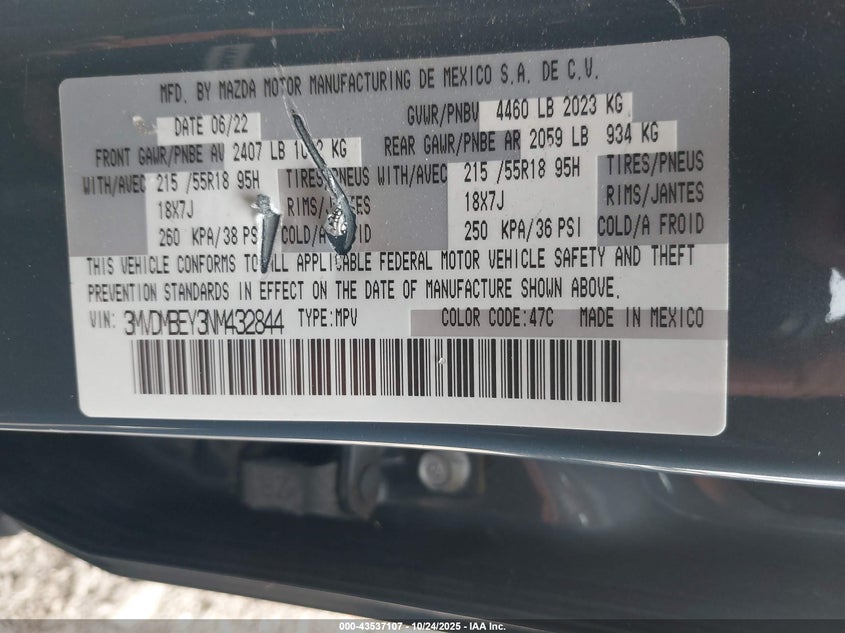 MFD. BY MAZDA MOTOR MANUFACTURING DE MEXICO S.A. DE C.V.
DATE 06/22 GVWR/PNBV 4460 LB 2023 KG
FRONT GAWR/PNBE AV 2407 LB KG REAR GAWR/PNBE AR 2059 LB 934 KG
WITH/AVEC 215 /55R18 95H TIRES/PNEUS WITH/AVEC 215 /55R18 95H TIRES/PNEUS
18X7J RIMS/JANTES 18X7J RIMS/JANTES
260 KPA/38 PSI COLD/A FROID 250 KPA/36 PSI COLD/A FROID
THIS VEHICLE CONFORMS TO ALL APPLICABLE FEDERAL MOTOR VEHICLE SAFETY AND THEFT
PREVENTION STANDARDS IN EFFECT ON THE DATE OF MANUFACTURE SHOWN ABOVE.
VIN: 3MVDMBEY3NM432844 TYPE:MPV COLOR CODE:47C MADE IN MEXICO
000-43537107 - 10/24/2025 - IAA Inc.